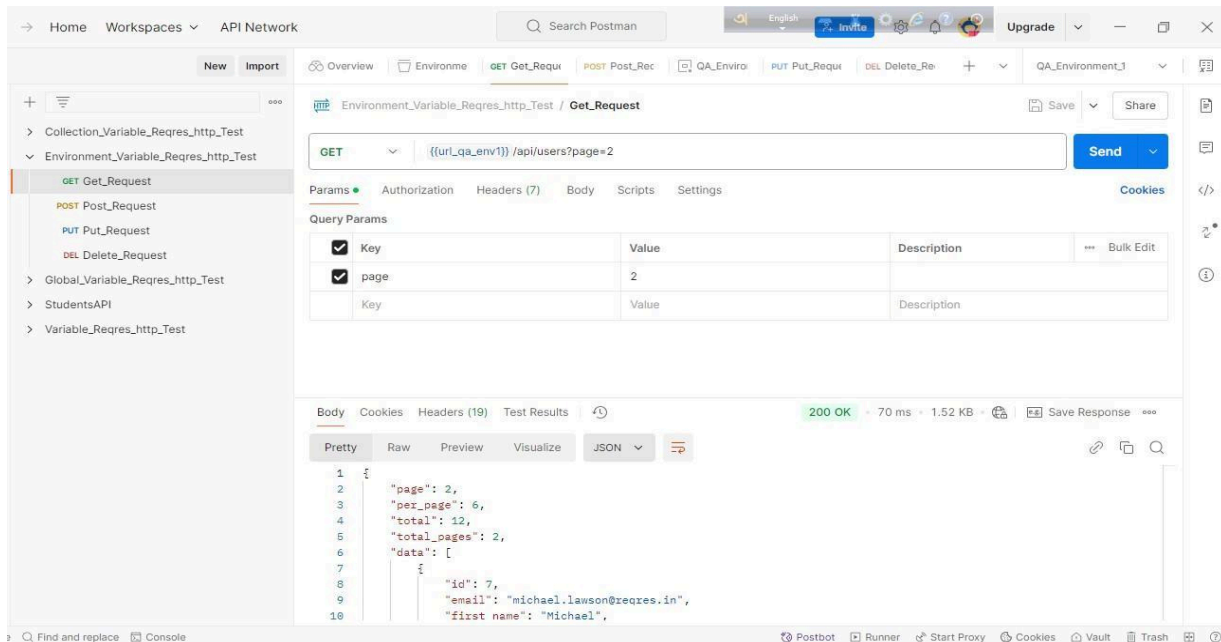 Home Workspaces API Network Search Postman English Invite Upgrade
New Import Overview Environme GET Get_Reque POST Post_Rec QA_Enviro PUT Put_Reque DEL Delete_Re QA_Environment_1
Environment_Variable_Reqres_http_Test / Get_Request Save Share
Collection_Variable_Reqres_http_Test
Environment_Variable_Reqres_http_Test
GET Get_Request
POST Post_Request
PUT Put_Request
DEL Delete_Request
Global_Variable_Reqres_http_Test
StudentsAPI
Variable_Reqres_http_Test
HTTP
GET {{url_qa_env1}} /api/users?page=2 Send
Params Authorization Headers (7) Body Scripts Settings Cookies
Query Params
Key Value Description Bulk Edit
page 2
Key Value Description
Body Cookies Headers (19) Test Results 200 OK 70 ms 1.52 KB e.g. Save Response
Pretty Raw Preview Visualize JSON
1 {
2 "page": 2,
3 "per_page": 6,
4 "total": 12,
5 "total_pages": 2,
6 "data": [
7 {
8 "id": 7,
9 "email": "michael.lawson@reqres.in",
10 "first_name": "Michael",
Find and replace Console Postbot Runner Start Proxy Cookies Vault Trash